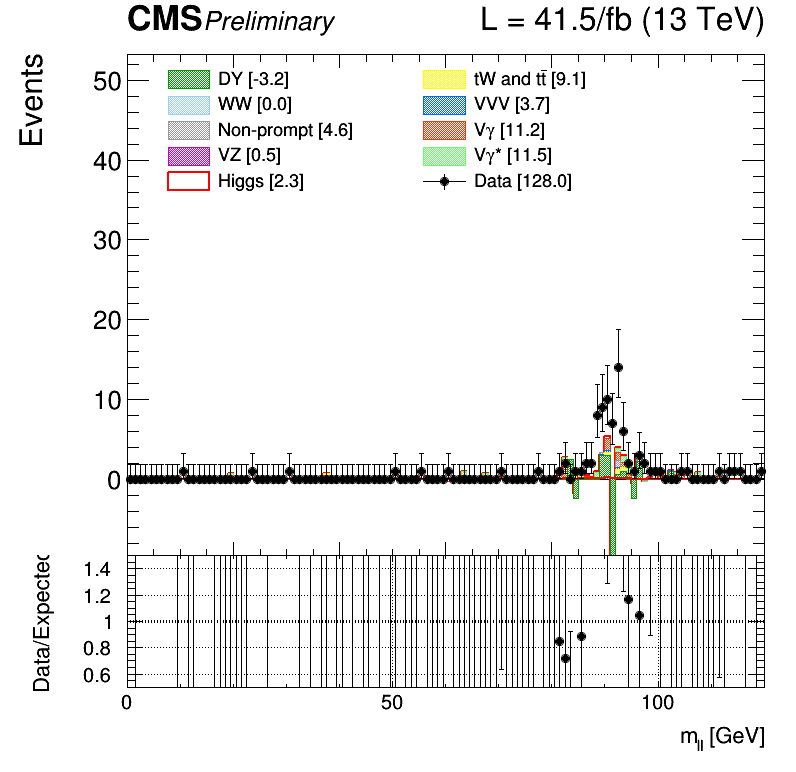 CMS Preliminary L = 41.5/fb (13 TeV)
Events
50
40
30
20
10
0
DY [-3.2]
WW [0.0]
Non-prompt [4.6]
VZ [0.5]
Higgs [2.3]
tW and tt̄ [9.1]
VVV [3.7]
Vγ [11.2]
Vγ* [11.5]
Data [128.0]
Data/Expected
1.4
1.2
1
0.8
0.6
0 50 100
m_ll [GeV]